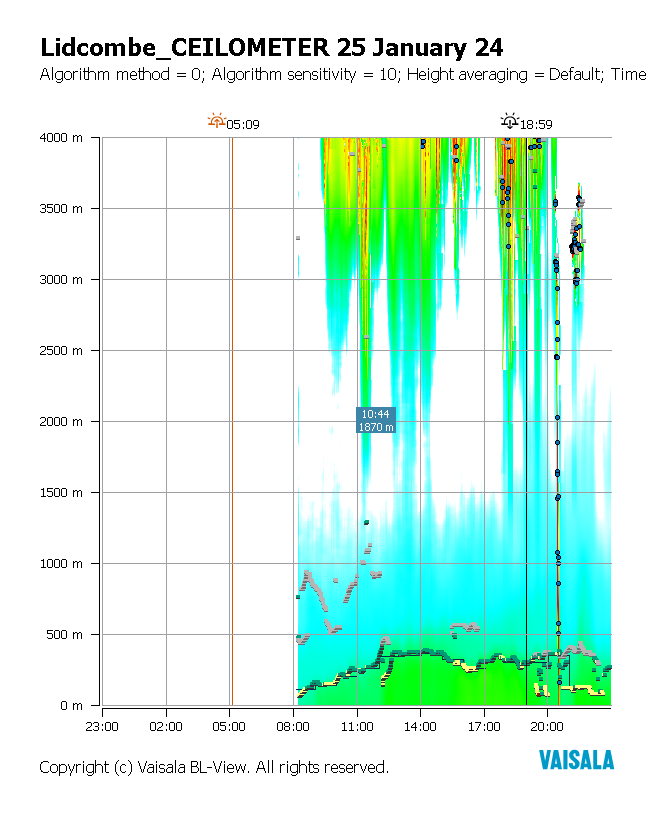 Lidcombe_CEILOMETER 25 January 24
Algorithm method = 0; Algorithm sensitivity = 10; Height averaging = Default; Time
05:09
18:59
4000 m
3500 m
3000 m
2500 m
2000 m
1500 m
1000 m
500 m
0 m
10:44
1870 m
23:00 02:00 05:00 08:00 11:00 14:00 17:00 20:00
Copyright (c) Vaisala BL-View. All rights reserved.
VAISALA